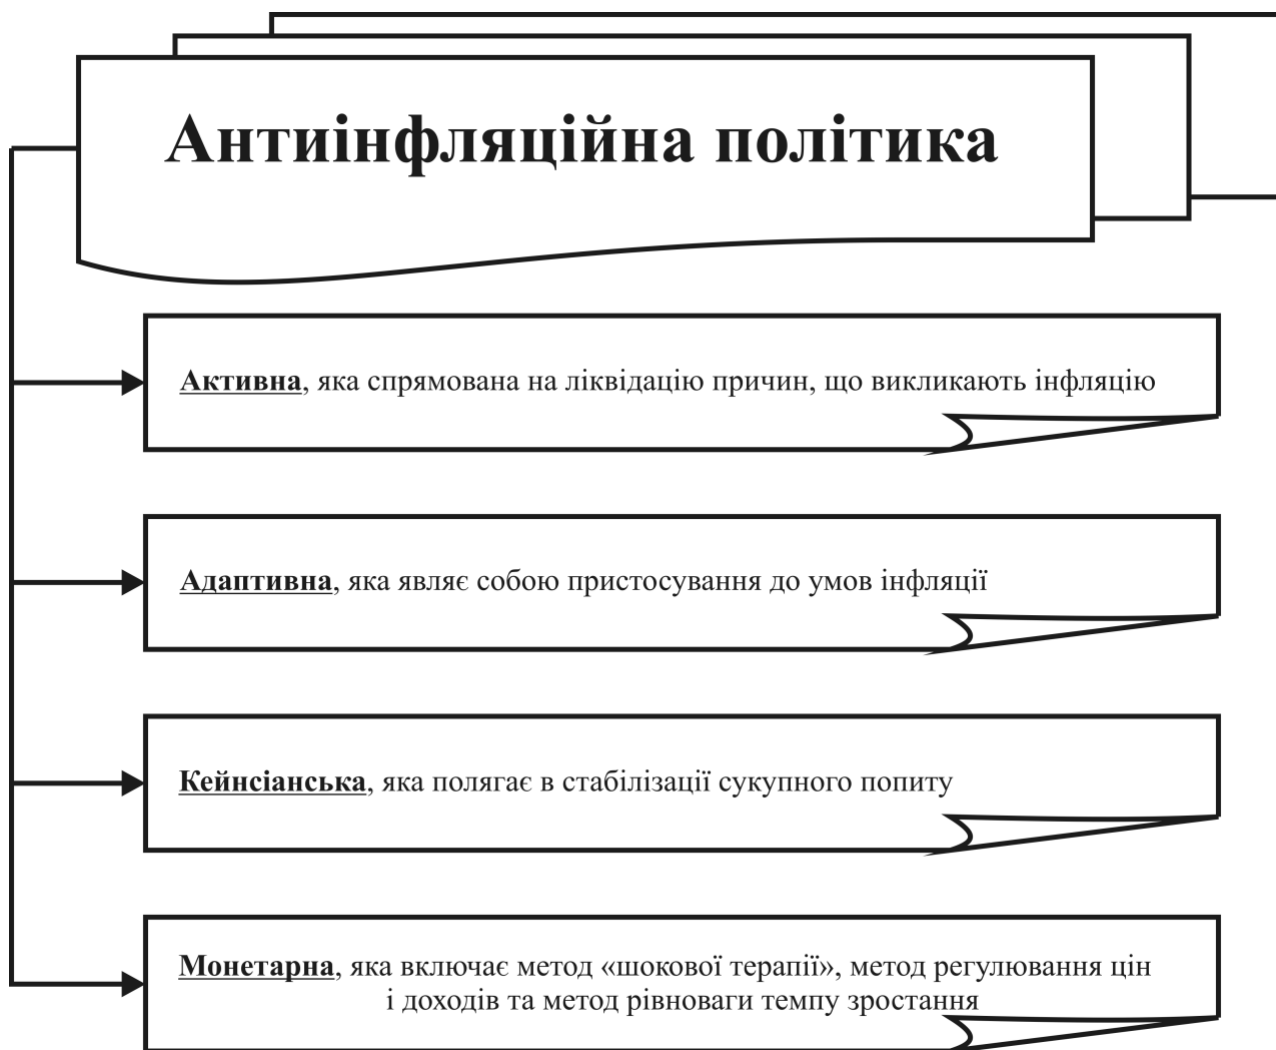 Антиінфляційна політика
Активна, яка спрямована на ліквідацію причин, що викликають інфляцію
Адаптивна, яка являє собою пристосування до умов інфляції
Кейнсіанська, яка полягає в стабілізації сукупного попиту
Монетарна, яка включає метод «шокової терапії», метод регулювання цін
і доходів та метод рівноваги темпу зростання